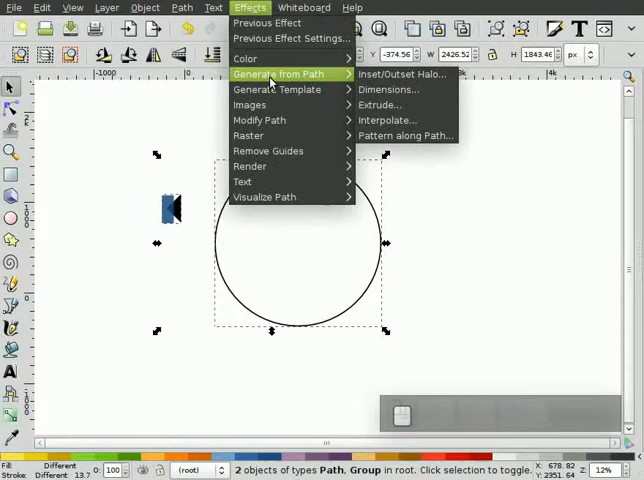 File Edit View Layer Object Path Text Effects Whiteboard Help
Previous Effect
Previous Effect Settings...
Y -374.56 W 2426.52 H 1843.46 px
Color
Generate from Path
Inset/Outset Halo...
Generate Template
Dimensions...
Images
Extrude...
Modify Path
Interpolate...
Raster
Pattern along Path...
Remove Guides
Render
Text
Visualize Path
Fill: Different
Stroke: Different 13.7
O: 100
(root)
2 objects of types Path, Group in root. Click selection to toggle.
X: 678.82
Y: 2351.64
Z: 12%